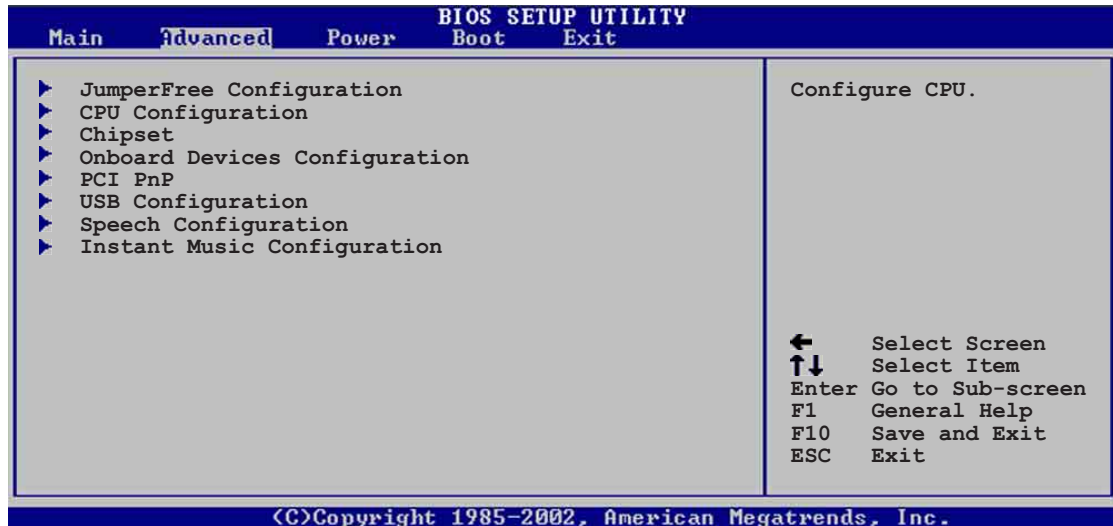 BIOS SETUP UTILITY
Main Advanced Power Boot Exit
JumperFree Configuration
CPU Configuration
Chipset
Onboard Devices Configuration
PCI PnP
USB Configuration
Speech Configuration
Instant Music Configuration
Configure CPU.
← Select Screen
↑↓ Select Item
Enter Go to Sub-screen
F1 General Help
F10 Save and Exit
ESC Exit
(C)Copyright 1985-2002, American Megatrends, Inc.